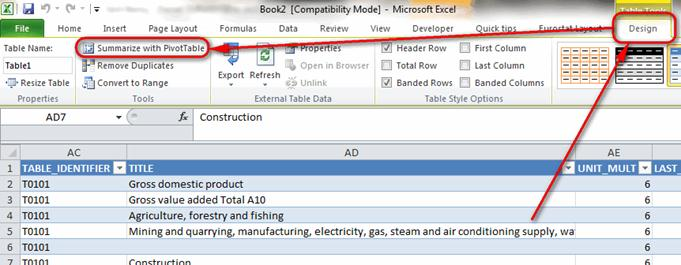 Book2 [Compatibility Mode] - Microsoft Excel
Table Tools
File Home Insert Page Layout Formulas Data Review View Developer Quick tips Eurostat Layout Design
Table Name:
Table1
Resize Table
Properties
Summarize with PivotTable
Remove Duplicates
Convert to Range
Tools
Export
Refresh
Properties
Open in Browser
Unlink
External Table Data
Header Row
Total Row
Banded Rows
First Column
Last Column
Banded Columns
Table Style Options
AD7 fx Construction
AC AD AE
1 TABLE_IDENTIFIER TITLE UNIT_MULT LAST_
2 T0101 Gross domestic product 6
3 T0101 Gross value added Total A10 6
4 T0101 Agriculture, forestry and fishing 6
5 T0101 Mining and quarrying, manufacturing, electricity, gas, steam and air conditioning supply, wa 6
6 T0101 6
7 T0101 Construction 6